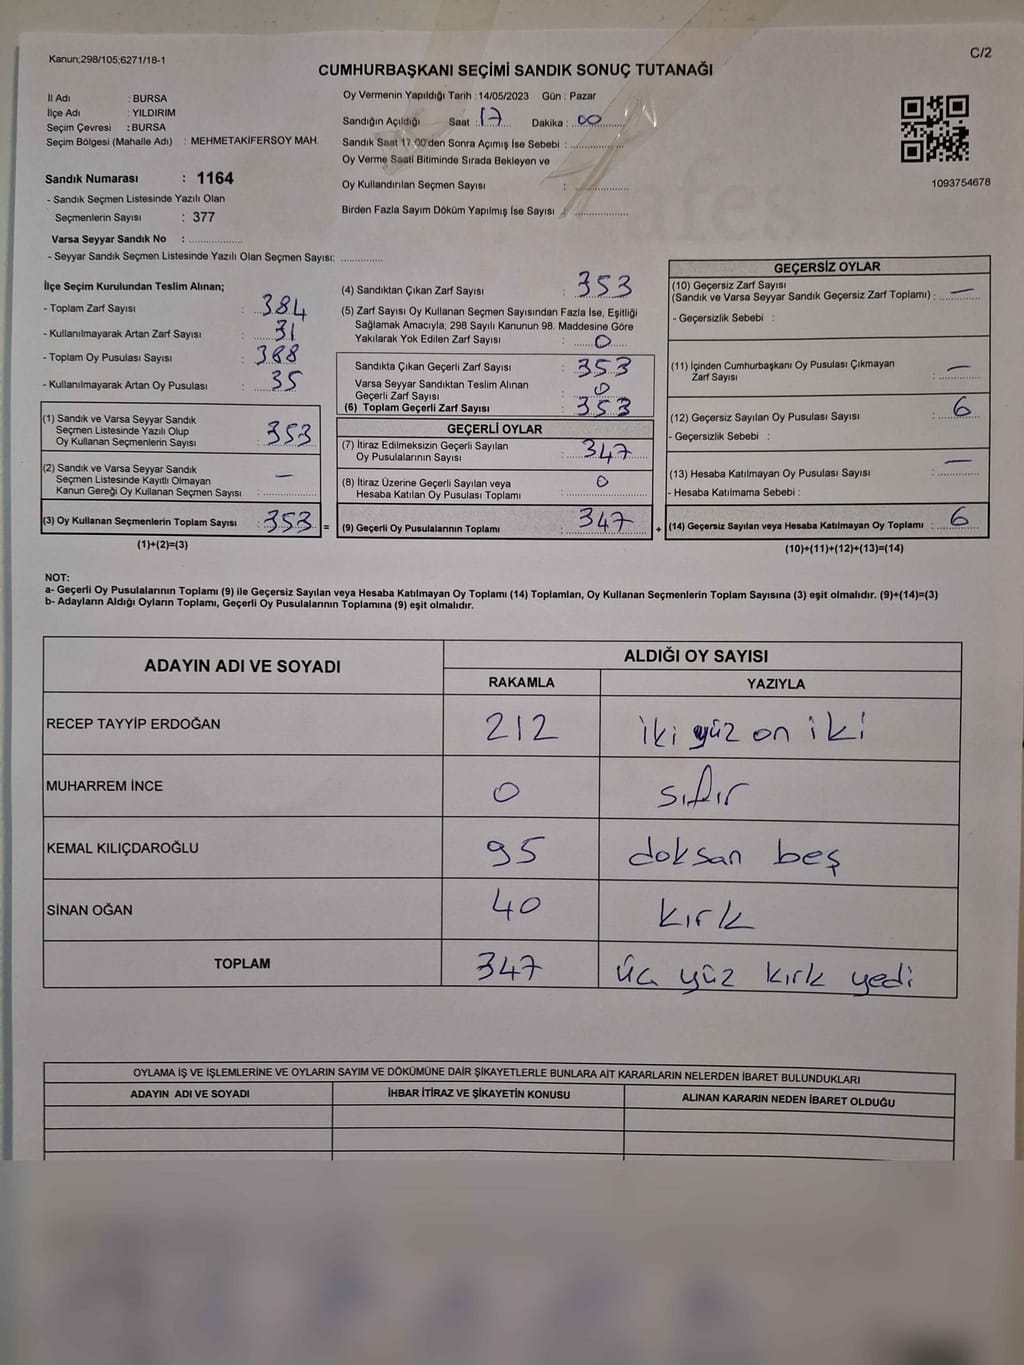 Kanun;298/105,6271/18-1
C/2
CUMHURBAŞKANI SEÇİMİ SANDIK SONUÇ TUTANAĞI
İl Adı : BURSA
İlçe Adı : YILDIRIM
Seçim Çevresi : BURSA
Seçim Bölgesi (Mahalle Adı) : MEHMETAKİFERSOY MAH.
Oy Vermenin Yapıldığı Tarih : 14/05/2023 Gün : Pazar
Sandığın Açıldığı Saat : 17 Dakika : 00
Sandık Saat 17:00'den Sonra Açımış İse Sebebi :
Oy Verme Saati Bitiminde Sırada Bekleyen ve
Oy Kullandırılan Seçmen Sayısı :
Birden Fazla Sayım Döküm Yapılmış İse Sayısı :
1093754678
Sandık Numarası : 1164
- Sandık Seçmen Listesinde Yazılı Olan
Seçmenlerin Sayısı : 377
Varsa Seyyar Sandık No :
- Seyyar Sandık Seçmen Listesinde Yazılı Olan Seçmen Sayısı:
İlçe Seçim Kurulundan Teslim Alınan;
- Toplam Zarf Sayısı : 384
- Kullanılmayarak Artan Zarf Sayısı : 31
- Toplam Oy Pusulası Sayısı : 388
- Kullanılmayarak Artan Oy Pusulası : 35
(1) Sandık ve Varsa Seyyar Sandık
Seçmen Listesinde Yazılı Olup
Oy Kullanan Seçmenlerin Sayısı : 353
(2) Sandık ve Varsa Seyyar Sandık
Seçmen Listesinde Kayıtlı Olmayan
Kanun Gereği Oy Kullanan Seçmen Sayısı : —
(3) Oy Kullanan Seçmenlerin Toplam Sayısı : 353 =
(1)+(2)=(3)
(4) Sandıktan Çıkan Zarf Sayısı : 353
(5) Zarf Sayısı Oy Kullanan Seçmen Sayısından Fazla İse, Eşitliği
Sağlamak Amacıyla; 298 Sayılı Kanunun 98. Maddesine Göre
Yakılarak Yok Edilen Zarf Sayısı : 0
Sandıkta Çıkan Geçerli Zarf Sayısı : 353
Varsa Seyyar Sandıktan Teslim Alınan
Geçerli Zarf Sayısı : 0
(6) Toplam Geçerli Zarf Sayısı : 353
GEÇERLİ OYLAR
(7) İtiraz Edilmeksizin Geçerli Sayılan
Oy Pusulalarının Sayısı : 347
(8) İtiraz Üzerine Geçerli Sayılan veya
Hesaba Katılan Oy Pusulası Toplamı : 0
(9) Geçerli Oy Pusulalarının Toplamı : 347 +
GEÇERSİZ OYLAR
(10) Geçersiz Zarf Sayısı
(Sandık ve Varsa Seyyar Sandık Geçersiz Zarf Toplamı) : —
- Geçersizlik Sebebi :
(11) İçinden Cumhurbaşkanı Oy Pusulası Çıkmayan
Zarf Sayısı : —
(12) Geçersiz Sayılan Oy Pusulası Sayısı : 6
- Geçersizlik Sebebi :
(13) Hesaba Katılmayan Oy Pusulası Sayısı : —
- Hesaba Katılmama Sebebi :
(14) Geçersiz Sayılan veya Hesaba Katılmayan Oy Toplamı : 6
(10)+(11)+(12)+(13)=(14)
NOT:
a- Geçerli Oy Pusulalarının Toplamı (9) ile Geçersiz Sayılan veya Hesaba Katılmayan Oy Toplamı (14) Toplamları, Oy Kullanan Seçmenlerin Toplam Sayısına (3) eşit olmalıdır. (9)+(14)=(3)
b- Adayların Aldığı Oyların Toplamı, Geçerli Oy Pusulalarının Toplamına (9) eşit olmalıdır.
ADAYIN ADI VE SOYADI
ALDIĞI OY SAYISI
RAKAMLA YAZIYLA
RECEP TAYYİP ERDOĞAN 212 iki yüz on iki
MUHARREM İNCE 0 sıfır
KEMAL KILIÇDAROĞLU 95 doksan beş
SİNAN OĞAN 40 kırk
TOPLAM 347 üç yüz kırk yedi
OYLAMA İŞ VE İŞLEMLERİNE VE OYLARIN SAYIM VE DÖKÜMÜNE DAİR ŞİKAYETLERLE BUNLARA AİT KARARLARIN NELERDEN İBARET BULUNDUKLARI
ADAYIN ADI VE SOYADI İHBAR İTİRAZ VE ŞİKAYETİN KONUSU ALINAN KARARIN NEDEN İBARET OLDUĞU